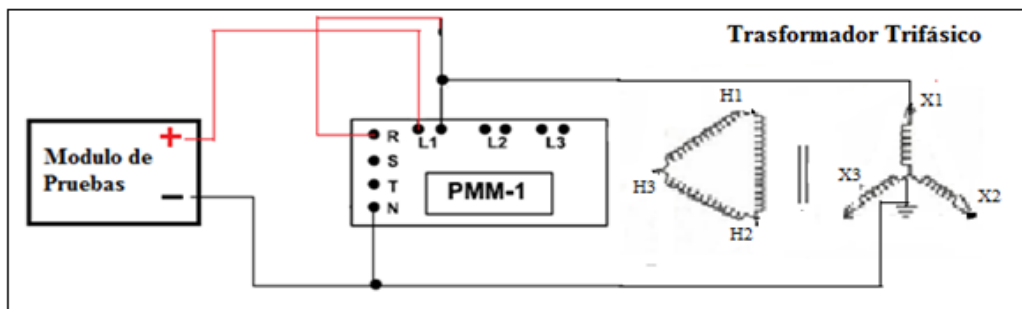 Trasformador Trifásico
Modulo de
Pruebas
+
−
R
S
T
N
L1
L2
L3
PMM-1
H1
H3
H2
X1
X3
X2